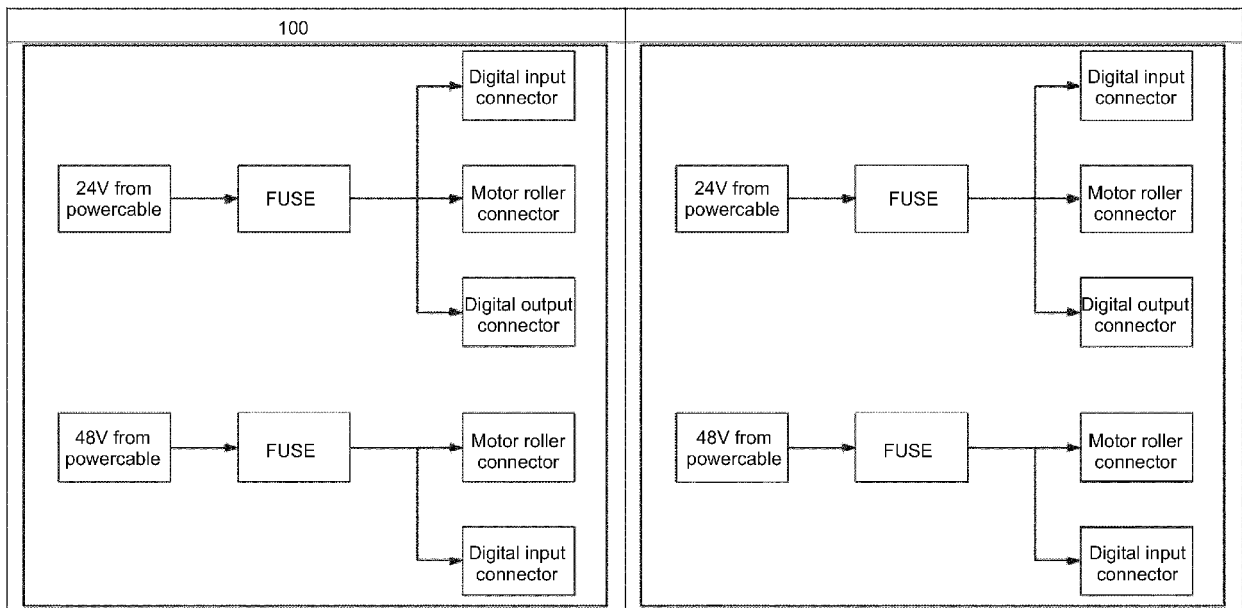 100
Digital input
connector
24V from
powercable
FUSE
Motor roller
connector
Digital output
connector
48V from
powercable
FUSE
Motor roller
connector
Digital input
connector
Digital input
connector
24V from
powercable
FUSE
Motor roller
connector
Digital output
connector
48V from
powercable
FUSE
Motor roller
connector
Digital input
connector